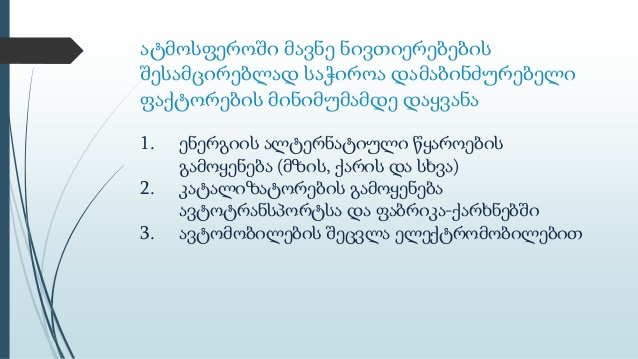 ატმოსფეროში მავნე ნივთიერებების
შესამცირებლად საჭიროა დამაბინძურებელი
ფაქტორების მინიმუმამდე დაყვანა
1. ენერგიის ალტერნატიული წყაროების
გამოყენება (მზის, ქარის და სხვა)
2. კატალიზატორების გამოყენება
ავტოტრანსპორტსა და ფაბრიკა-ქარხნებში
3. ავტომობილების შეცვლა ელექტრომობილებით